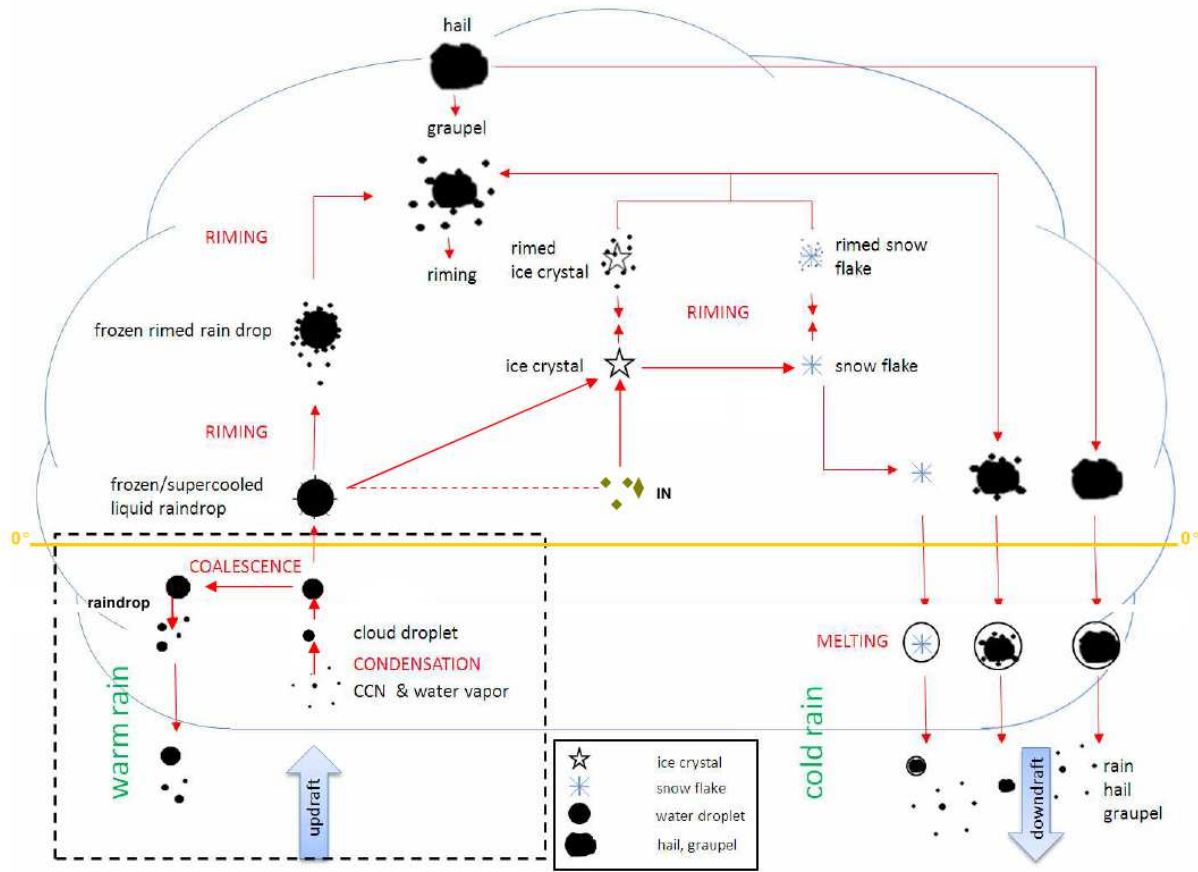 hail
graupel
RIMING
riming
rimed
ice crystal
rimed snow
flake
frozen rimed rain drop
RIMING
ice crystal
snow flake
RIMING
frozen/supercooled
liquid raindrop
IN
0°
0°
COALESCENCE
raindrop
cloud droplet
CONDENSATION
CCN & water vapor
MELTING
warm rain
cold rain
updraft
downdraft
rain
hail
graupel
ice crystal
snow flake
water droplet
hail, graupel